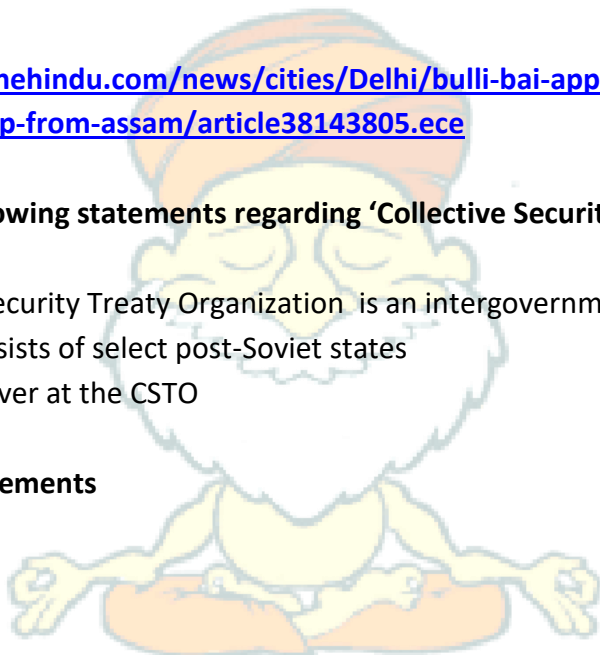 nehindu.com/news/cities/Delhi/bulli-bai-app
p-from-assam/article38143805.ece
owing statements regarding ‘Collective Securit
ecurity Treaty Organization is an intergovernm
sists of select post-Soviet states
ver at the CSTO
ements